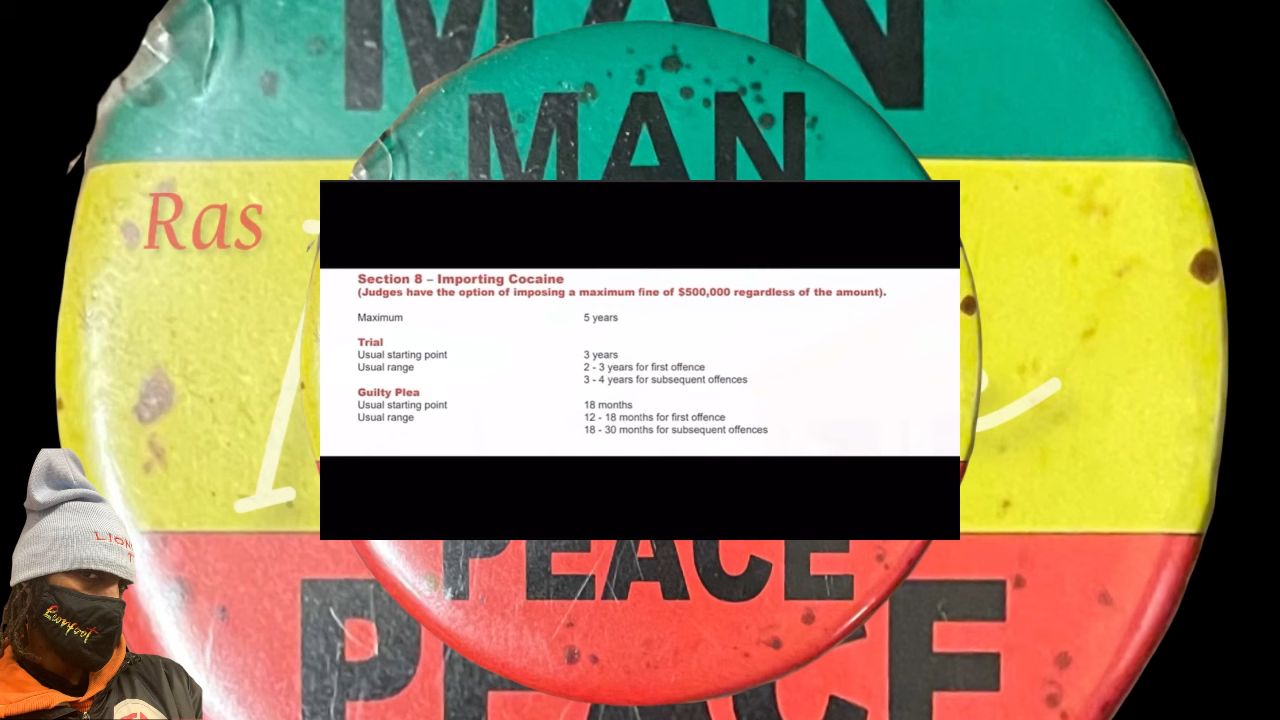 MAN
MAN
Ras
Section 8 – Importing Cocaine
(Judges have the option of imposing a maximum fine of $500,000 regardless of the amount).
Maximum 5 years
Trial
Usual starting point 3 years
Usual range 2 - 3 years for first offence
3 - 4 years for subsequent offences
Guilty Plea
Usual starting point 18 months
Usual range 12 - 18 months for first offence
18 - 30 months for subsequent offences
PEACE
PEACE